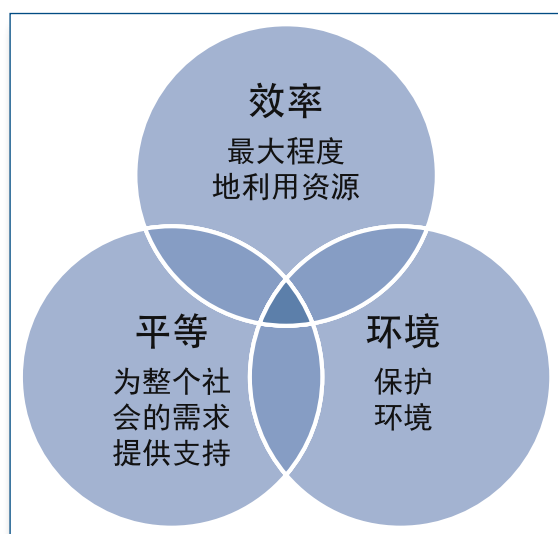 效率
最大程度
地利用资源
平等
为整个社
会的需求
提供支持
环境
保护
环境